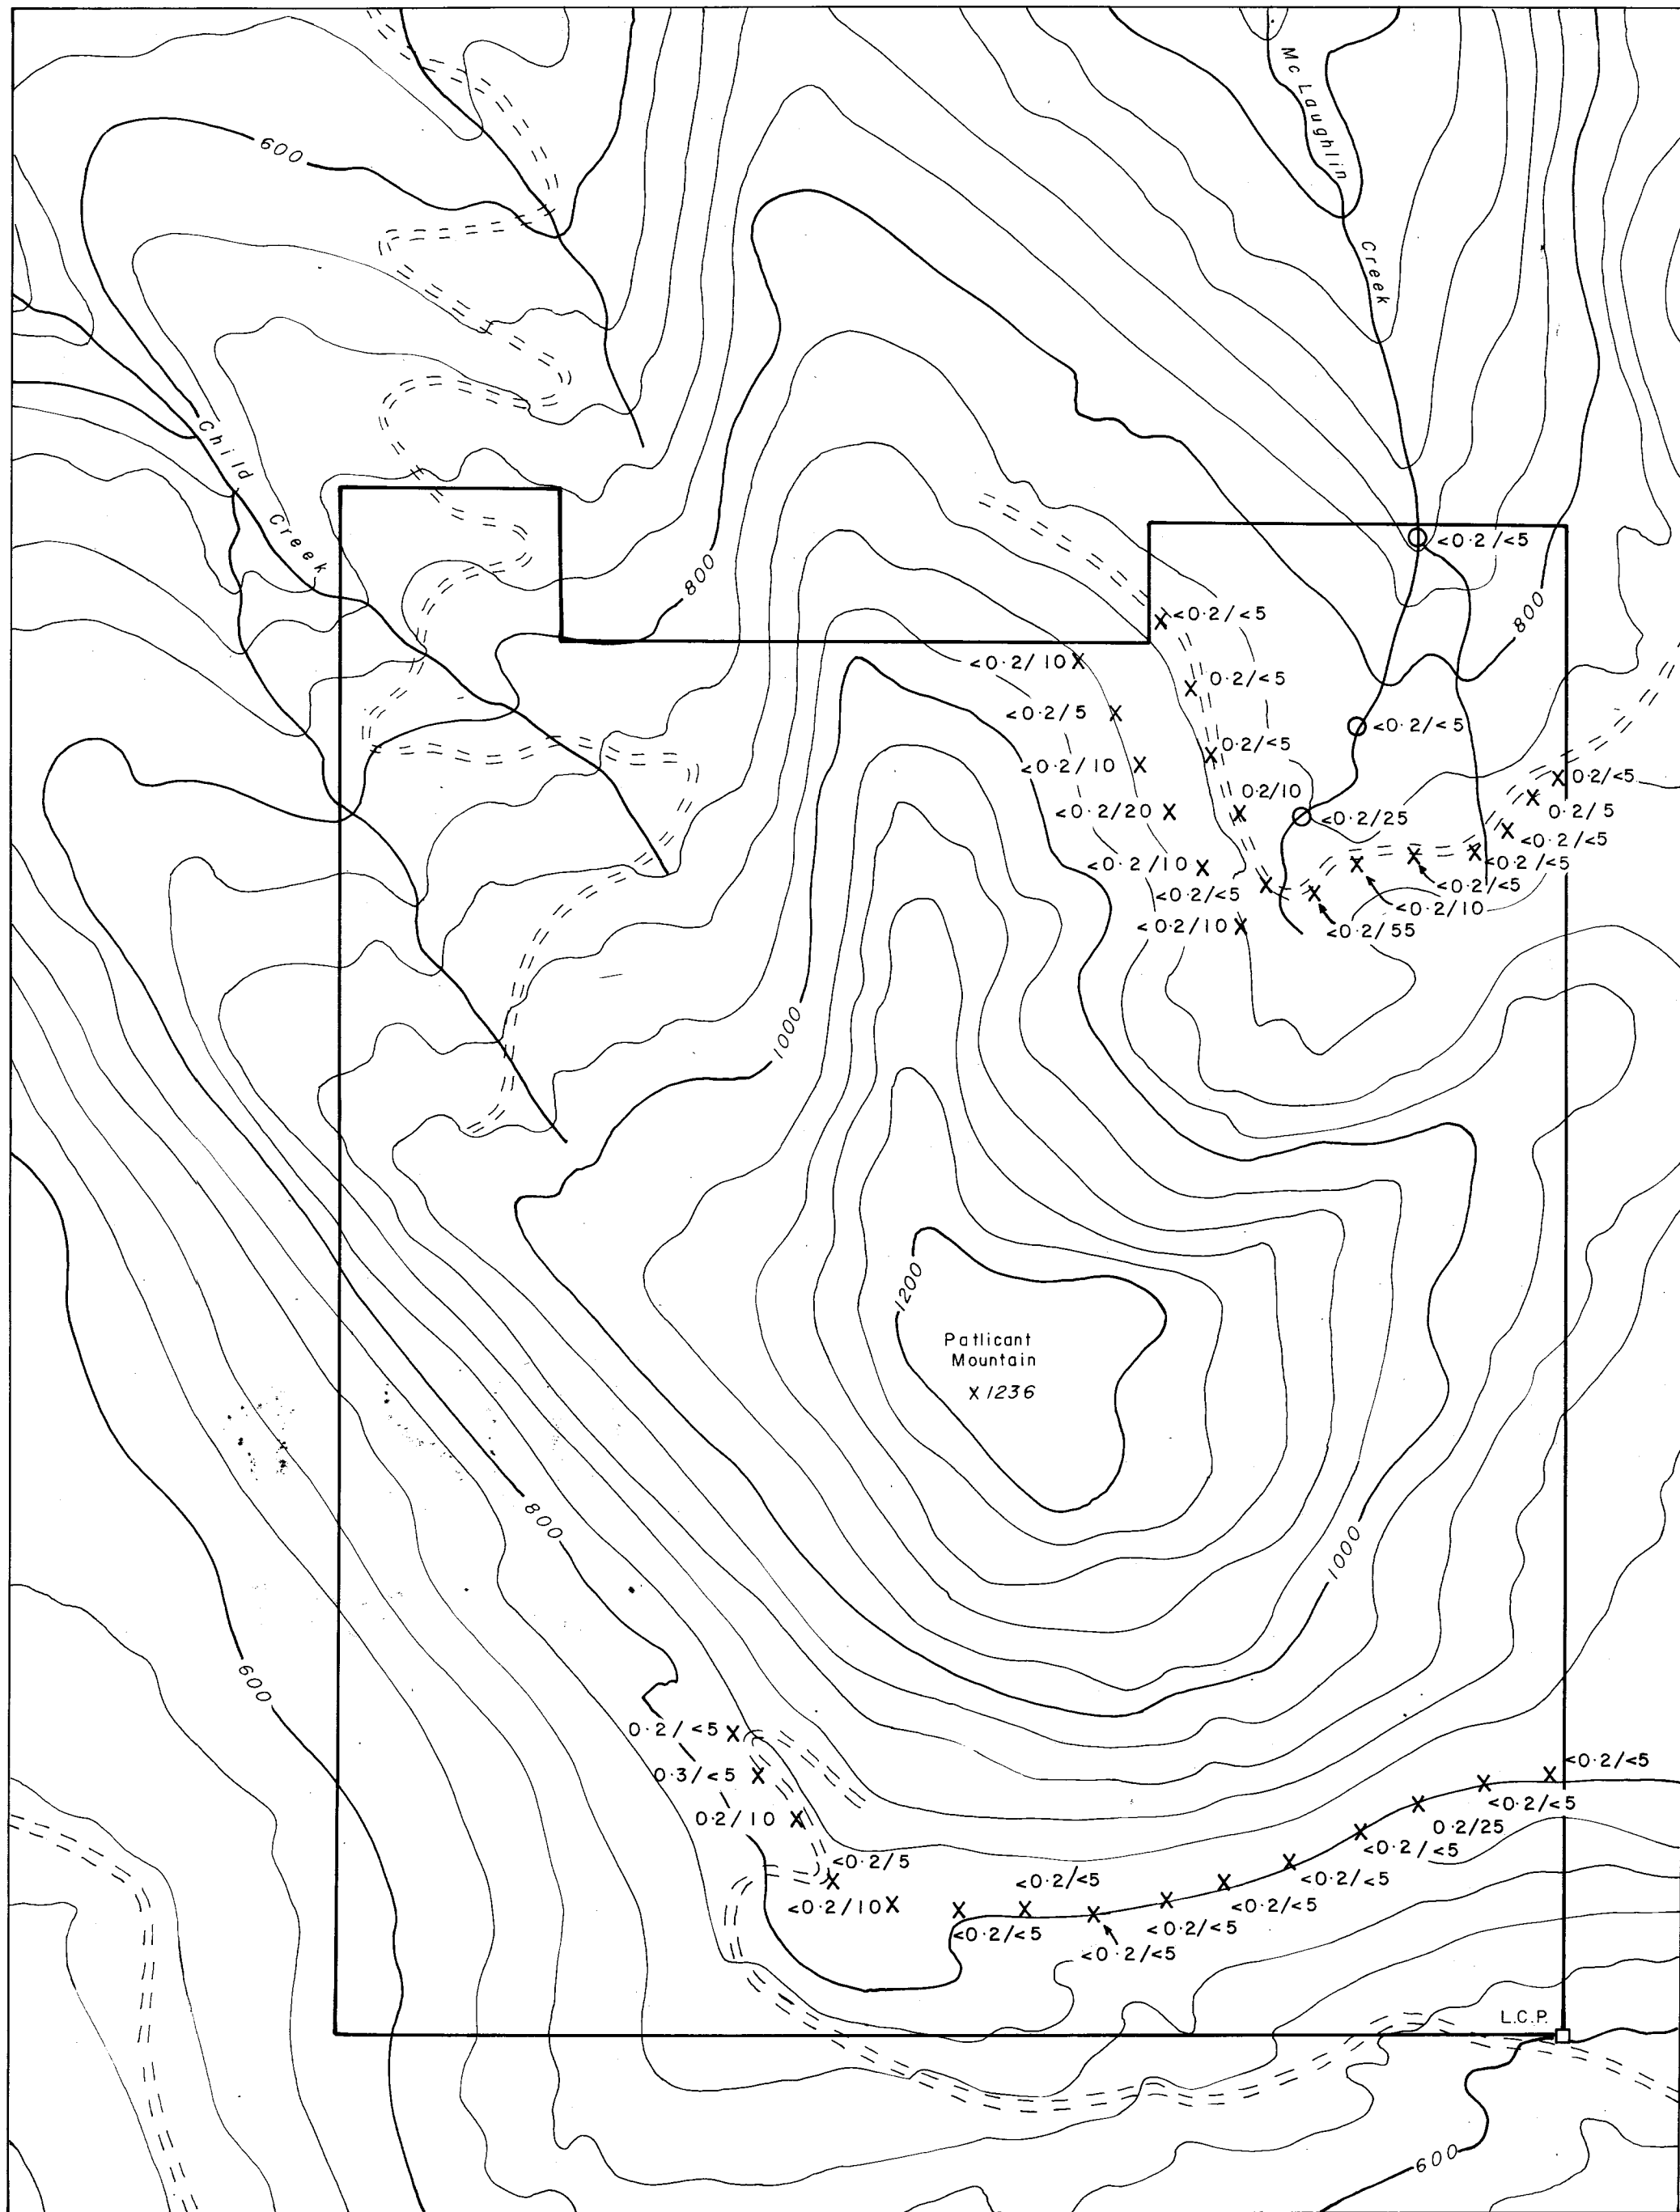 Mc Laughlin
Creek
600
Child
Creek
<0.2/<5
800
800
<0.2/<5
<0.2/10 X
0.2/<5
<0.2/5 X
<0.2/<5
0.2/<5
<0.2/10 X
0.2/<5
0.2/10
0.2/5
<0.2/20 X
<0.2/25
<0.2/<5
<0.2/10 X
<0.2/<5
<0.2/<5
<0.2/<5
<0.2/10
<0.2/10 X
<0.2/55
1000
1200
Patlicant
Mountain
X 1236
800
1000
600
0.2/<5 X
<0.2/<5
0.3/<5 X
<0.2/<5
0.2/10 X
0.2/25
<0.2/<5
<0.2/5
<0.2/<5
<0.2/<5
<0.2/10 X
<0.2/<5
<0.2/<5
<0.2/<5
<0.2/<5
L.C.P.
600